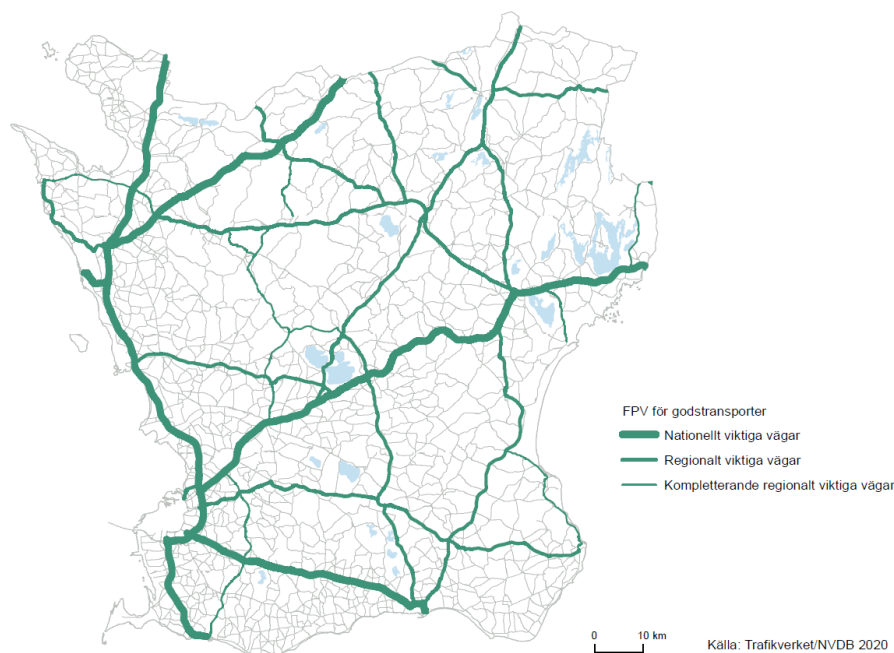 FPV för godstransporter
Nationellt viktiga vägar
Regionalt viktiga vägar
Kompletterande regionalt viktiga vägar
0 10 km
Källa: Trafikverket/NVDB 2020